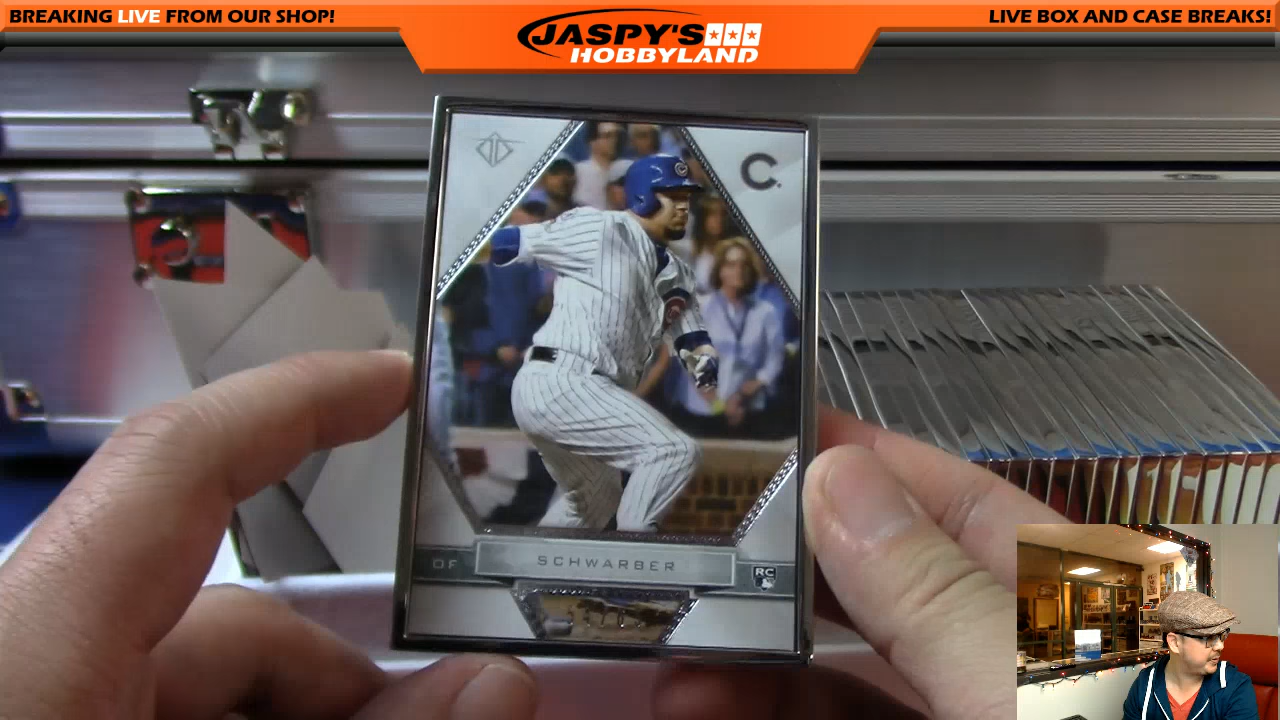 BREAKING LIVE FROM OUR SHOP!
JASPY'S
HOBBYLAND
LIVE BOX AND CASE BREAKS!
C.
OF
SCHWARBER
RC